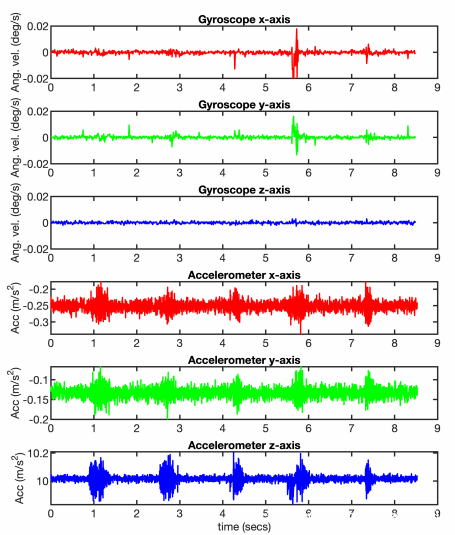 Gyroscope x-axis
Ang. vel. (deg/s)
0.02
0
-0.02
0 1 2 3 4 5 6 7 8 9
Gyroscope y-axis
Ang. vel. (deg/s)
0.02
0
-0.02
0 1 2 3 4 5 6 7 8 9
Gyroscope z-axis
Ang. vel. (deg/s)
0.02
0
-0.02
0 1 2 3 4 5 6 7 8 9
Accelerometer x-axis
Acc (m/s²)
-0.2
-0.25
-0.3
0 1 2 3 4 5 6 7 8 9
Accelerometer y-axis
Acc (m/s²)
-0.1
-0.15
-0.2
0 1 2 3 4 5 6 7 8 9
Accelerometer z-axis
Acc (m/s²)
10.2
10
0 1 2 3 4 5 6 7 8 9
time (secs)